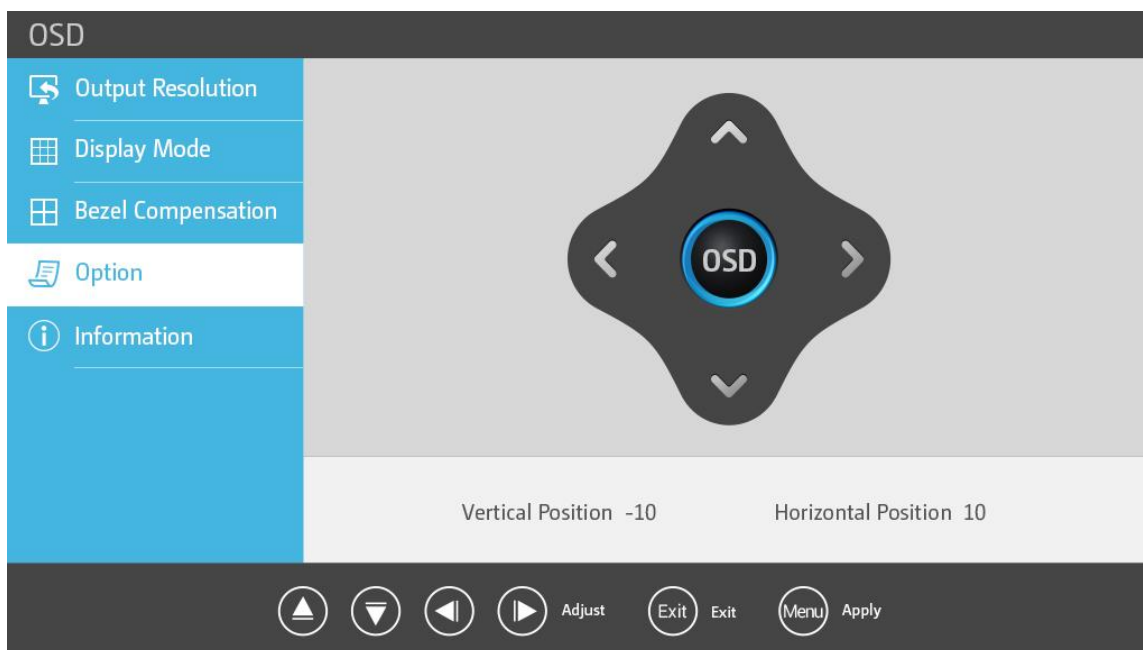 OSD
Output Resolution
Display Mode
Bezel Compensation
Option
Information
OSD
Vertical Position -10 Horizontal Position 10
Adjust Exit Exit Menu Apply